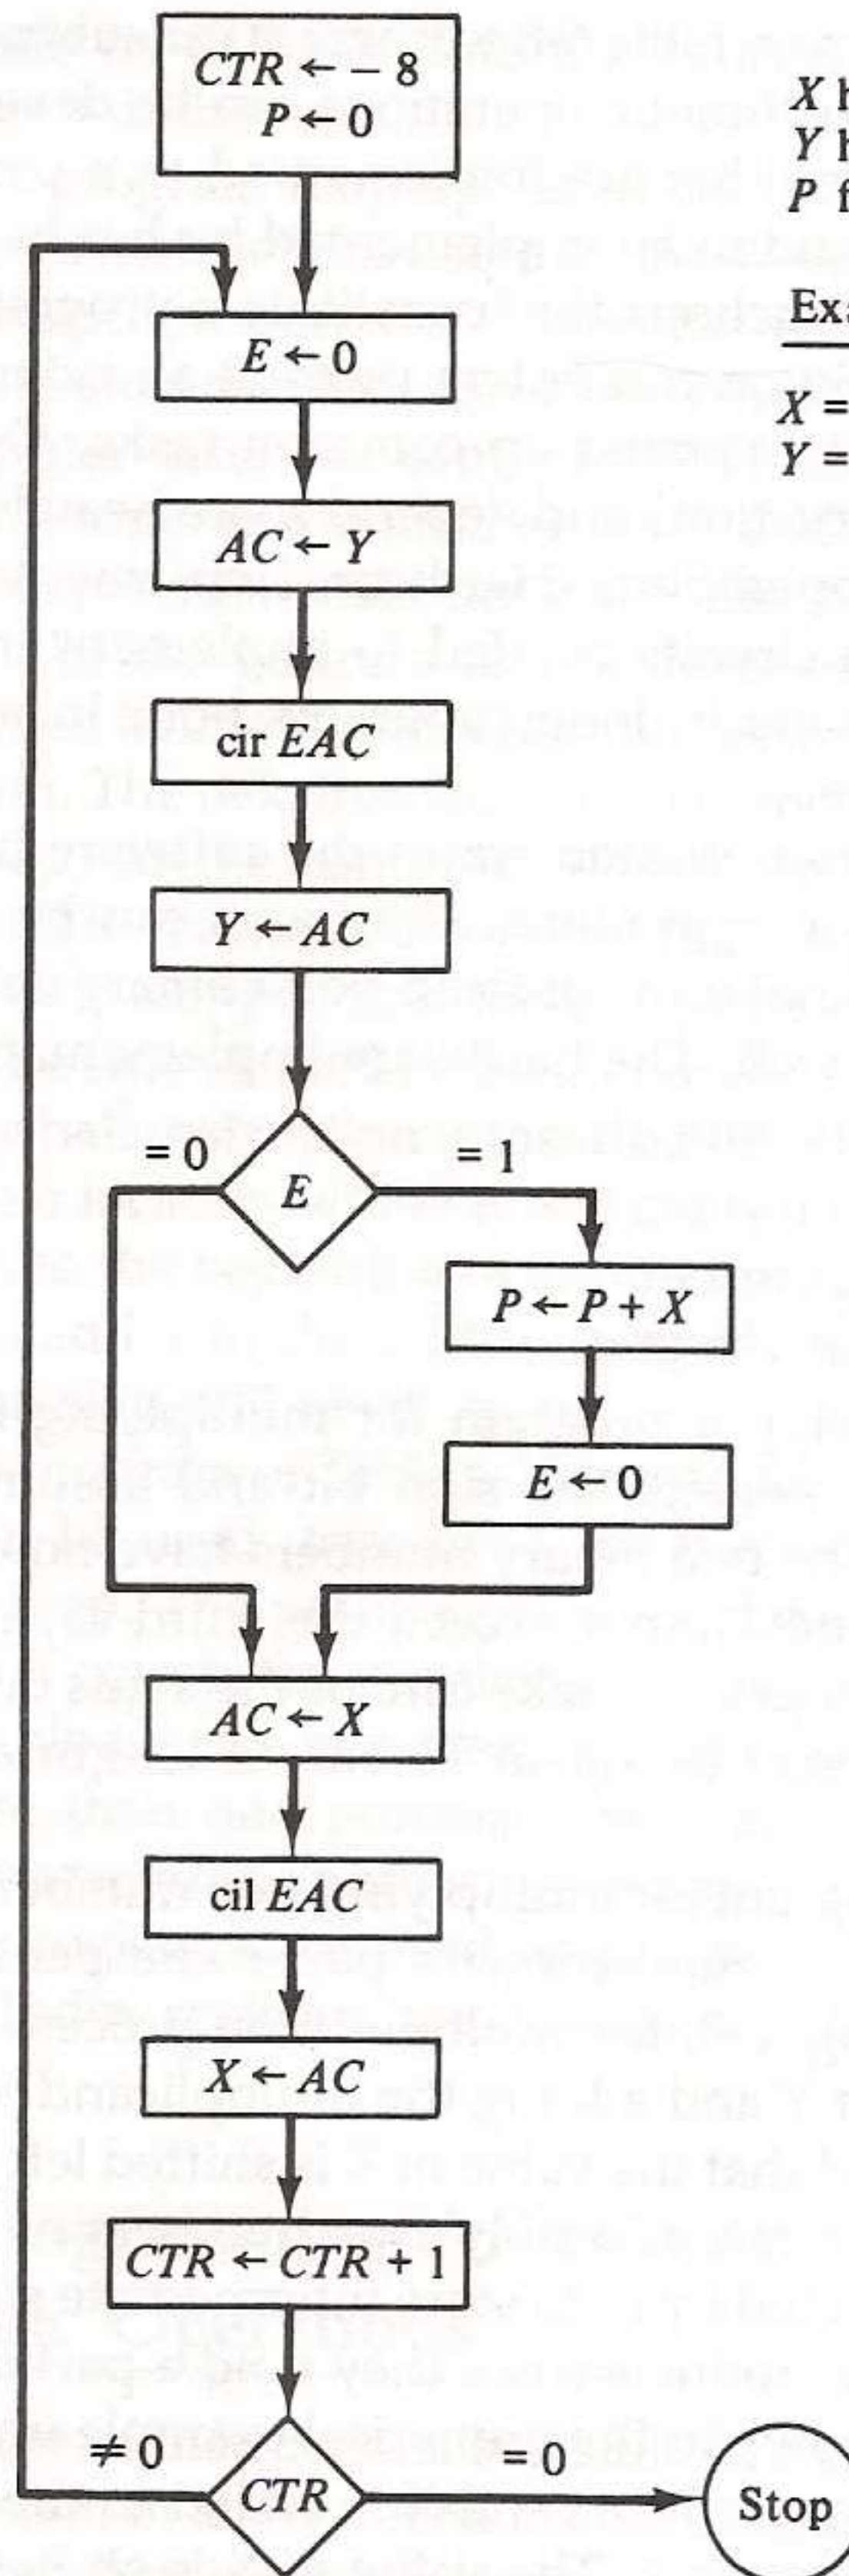 CTR ← − 8
P ← 0
X
Y
P
X =
Y =
E ← 0
AC ← Y
cir EAC
Y ← AC
= 0
= 1
E
P ← P + X
E ← 0
AC ← X
cil EAC
X ← AC
CTR ← CTR + 1
≠ 0
= 0
CTR
Stop